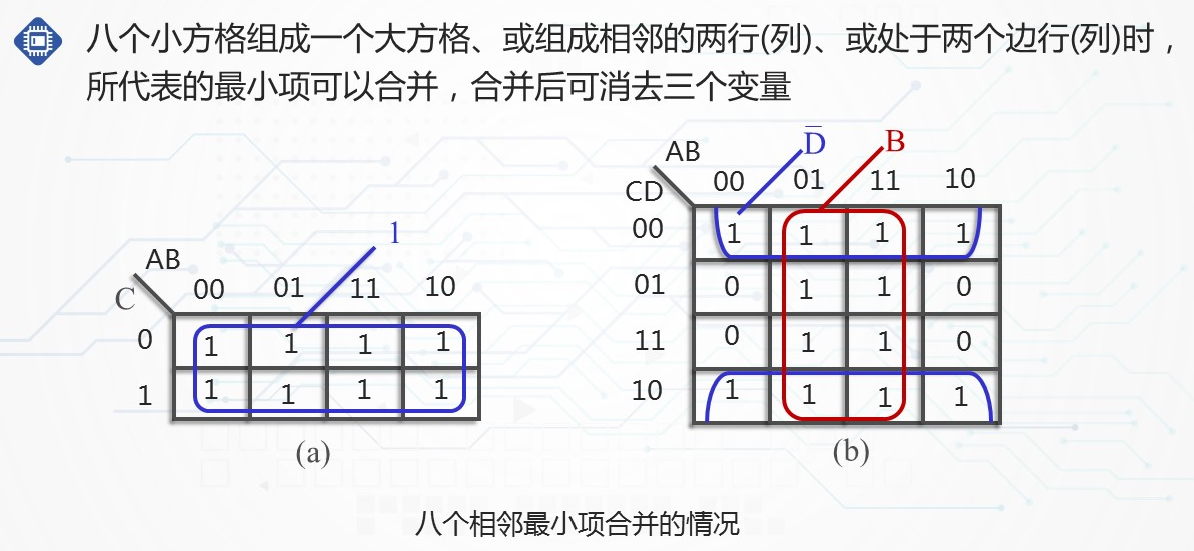 八个小方格组成一个大方格、或组成相邻的两行(列)、或处于两个边行(列)时，
所代表的最小项可以合并，合并后可消去三个变量
1
AB
C
00 01 11 10
0 1 1 1 1
1 1 1 1 1
(a)
D̅ B
AB
CD
00 01 11 10
00 1 1 1 1
01 0 1 1 0
11 0 1 1 0
10 1 1 1 1
(b)
八个相邻最小项合并的情况